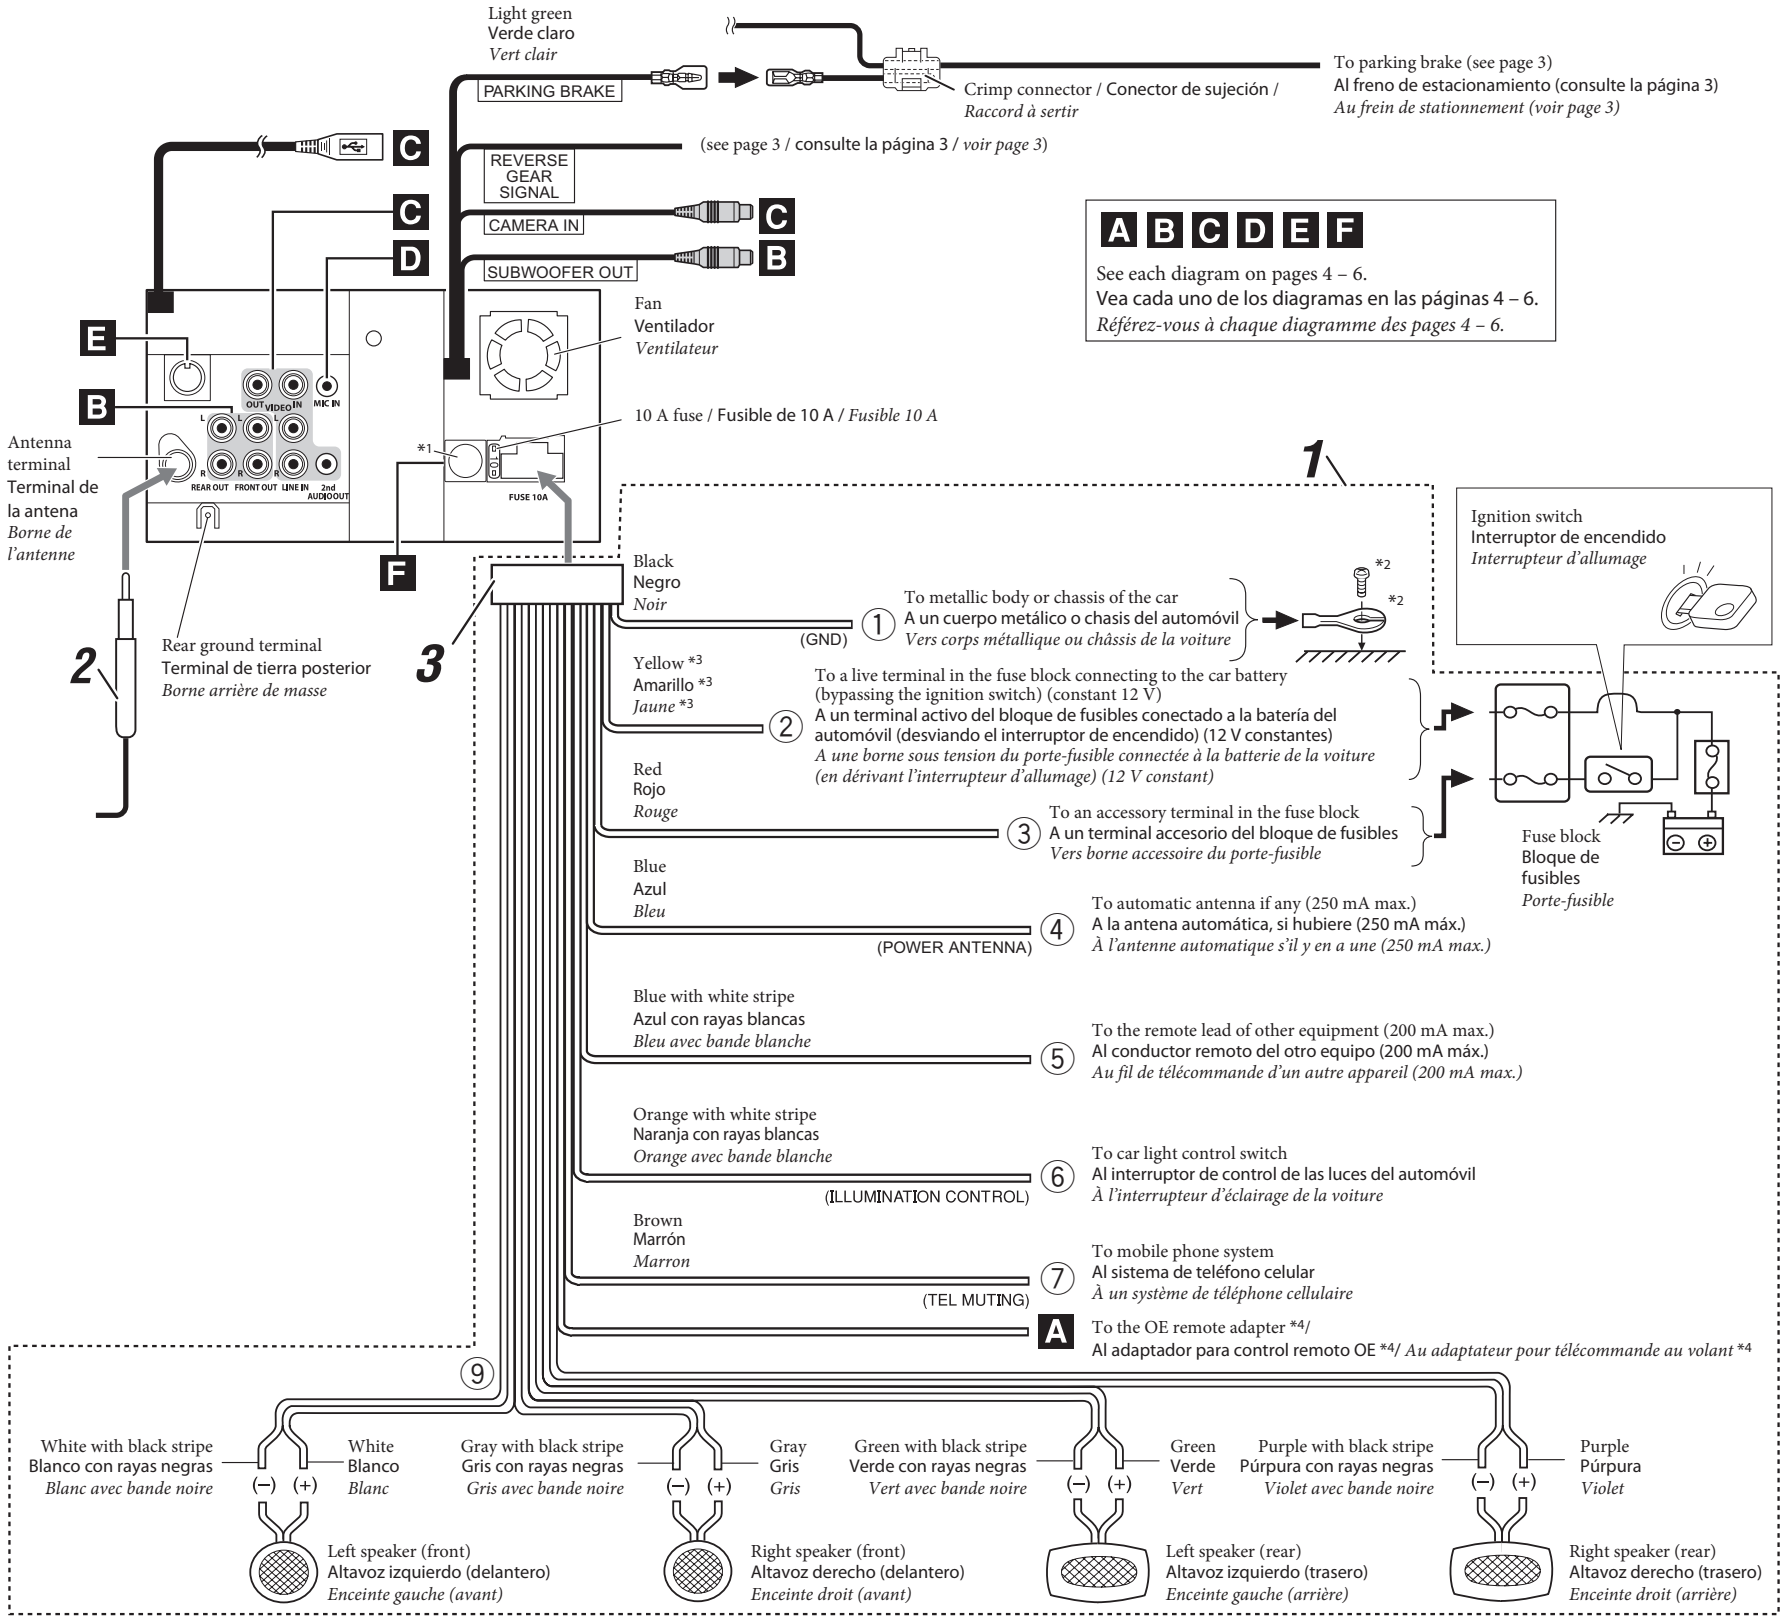 Light green
Verde claro
Vert clair
PARKING BRAKE
Crimp connector / Conector de sujeción /
Raccord à sertir
To parking brake (see page 3)
Al freno de estacionamiento (consulte la página 3)
Au frein de stationnement (voir page 3)
C
REVERSE
GEAR
SIGNAL
(see page 3 / consulte la página 3 / voir page 3)
C
CAMERA IN
C
D
SUBWOOFER OUT
B
A B C D E F
See each diagram on pages 4 – 6.
Vea cada uno de los diagramas en las páginas 4 – 6.
Référez-vous à chaque diagramme des pages 4 – 6.
Fan
Ventilador
Ventilateur
E
B
OUT VIDEO IN
MIC IN
L L L
R R R
REAR OUT FRONT OUT LINE IN
2nd
AUDIO OUT
10 A fuse / Fusible de 10 A / Fusible 10 A
*1
10
FUSE 10A
Antenna
terminal
Terminal de
la antena
Borne de
l'antenne
F
Rear ground terminal
Terminal de tierra posterior
Borne arrière de masse
2
3
1
Ignition switch
Interruptor de encendido
Interrupteur d'allumage
Black
Negro
Noir
(GND)
1
To metallic body or chassis of the car
A un cuerpo metálico o chasis del automóvil
Vers corps métallique ou châssis de la voiture
*2
*2
Yellow *3
Amarillo *3
Jaune *3
2
To a live terminal in the fuse block connecting to the car battery
(bypassing the ignition switch) (constant 12 V)
A un terminal activo del bloque de fusibles conectado a la batería del
automóvil (desviando el interruptor de encendido) (12 V constantes)
A une borne sous tension du porte-fusible connectée à la batterie de la voiture
(en dérivant l'interrupteur d'allumage) (12 V constant)
Red
Rojo
Rouge
3
To an accessory terminal in the fuse block
A un terminal accesorio del bloque de fusibles
Vers borne accessoire du porte-fusible
Fuse block
Bloque de
fusibles
Porte-fusible
Blue
Azul
Bleu
(POWER ANTENNA)
4
To automatic antenna if any (250 mA max.)
A la antena automática, si hubiere (250 mA máx.)
À l'antenne automatique s'il y en a une (250 mA max.)
Blue with white stripe
Azul con rayas blancas
Bleu avec bande blanche
5
To the remote lead of other equipment (200 mA max.)
Al conductor remoto del otro equipo (200 mA máx.)
Au fil de télécommande d'un autre appareil (200 mA max.)
Orange with white stripe
Naranja con rayas blancas
Orange avec bande blanche
(ILLUMINATION CONTROL)
6
To car light control switch
Al interruptor de control de las luces del automóvil
À l'interrupteur d'éclairage de la voiture
Brown
Marrón
Marron
(TEL MUTING)
7
To mobile phone system
Al sistema de teléfono celular
À un système de téléphone cellulaire
A
To the OE remote adapter *4/
Al adaptador para control remoto OE *4/ Au adaptateur pour télécommande au volant *4
9
White with black stripe
Blanco con rayas negras
Blanc avec bande noire
(–) (+)
White
Blanco
Blanc
Gray with black stripe
Gris con rayas negras
Gris avec bande noire
(–) (+)
Gray
Gris
Gris
Green with black stripe
Verde con rayas negras
Vert avec bande noire
(–) (+)
Green
Verde
Vert
Purple with black stripe
Púrpura con rayas negras
Violet avec bande noire
(–) (+)
Purple
Púrpura
Violet
Left speaker (front)
Altavoz izquierdo (delantero)
Enceinte gauche (avant)
Right speaker (front)
Altavoz derecho (delantero)
Enceinte droit (avant)
Left speaker (rear)
Altavoz izquierdo (trasero)
Enceinte gauche (arrière)
Right speaker (rear)
Altavoz derecho (trasero)
Enceinte droit (arrière)